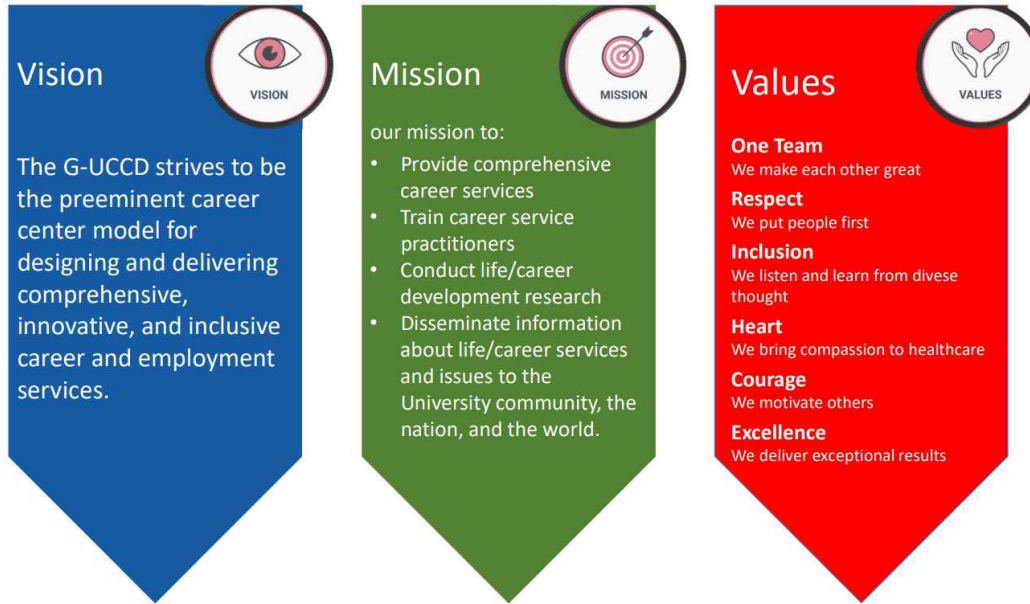 Vision
VISION
The G-UCCD strives to be
the preeminent career
center model for
designing and delivering
comprehensive,
innovative, and inclusive
career and employment
services.
Mission
MISSION
our mission to:
• Provide comprehensive
career services
• Train career service
practitioners
• Conduct life/career
development research
• Disseminate information
about life/career services
and issues to the
University community, the
nation, and the world.
Values
VALUES
One Team
We make each other great
Respect
We put people first
Inclusion
We listen and learn from divese
thought
Heart
We bring compassion to healthcare
Courage
We motivate others
Excellence
We deliver exceptional results